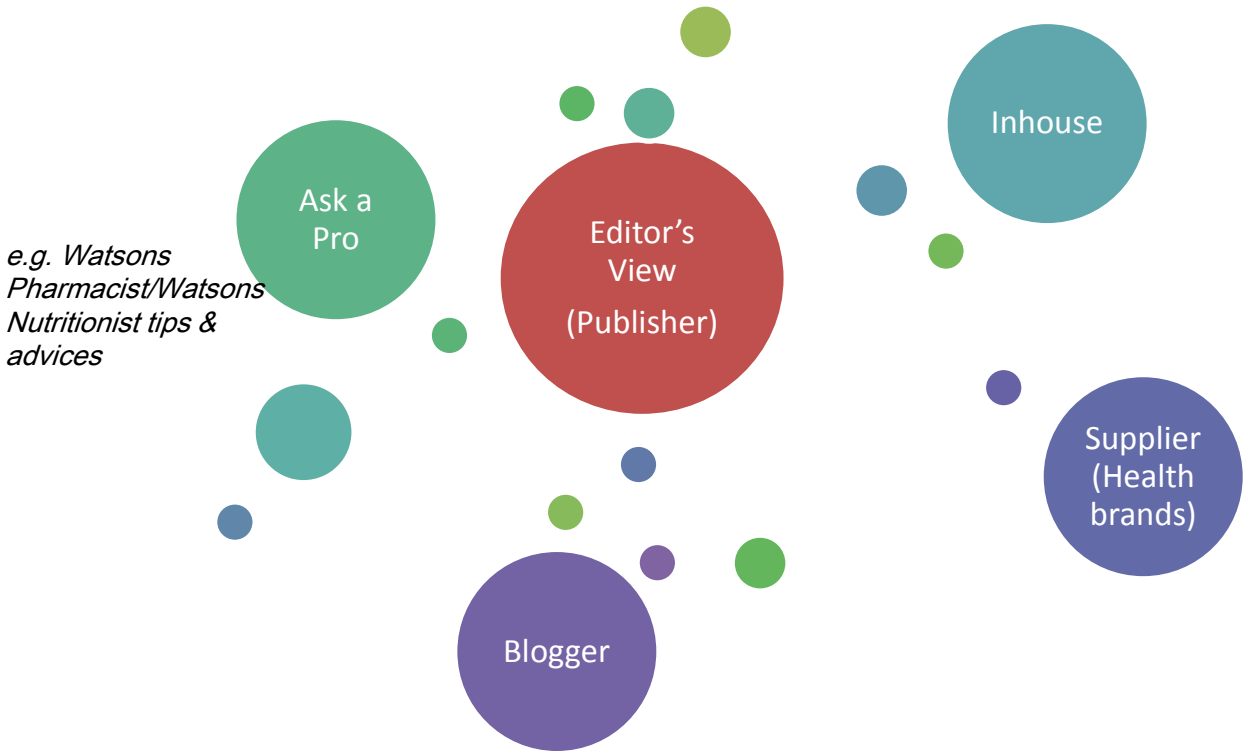 Inhouse
Ask a
Pro
Editor’s
View
(Publisher)
e.g. Watsons
Pharmacist/Watsons
Nutritionist tips &
advices
Supplier
(Health
brands)
Blogger